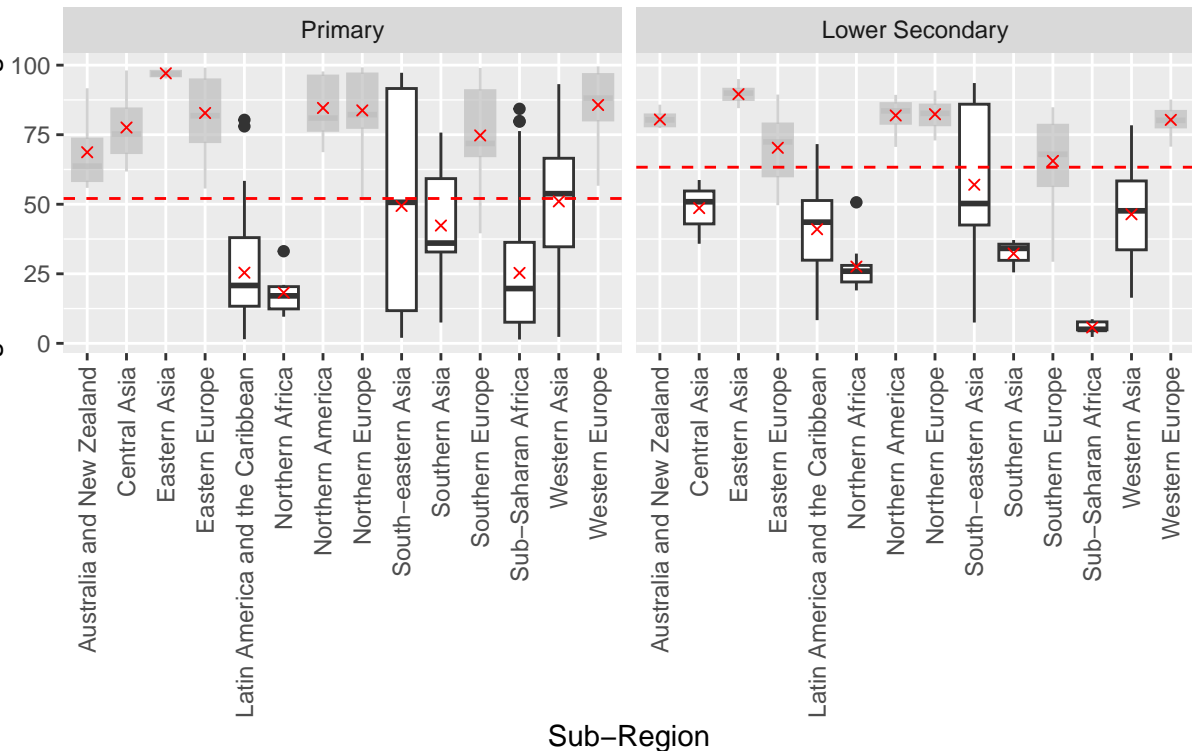 Primary
Lower Secondary
100
75
50
25
0
Australia and New Zealand
Central Asia
Eastern Asia
Eastern Europe
Latin America and the Caribbean
Northern Africa
Northern America
Northern Europe
South−eastern Asia
Southern Asia
Southern Europe
Sub−Saharan Africa
Western Asia
Western Europe
Australia and New Zealand
Central Asia
Eastern Asia
Eastern Europe
Latin America and the Caribbean
Northern Africa
Northern America
Northern Europe
South−eastern Asia
Southern Asia
Southern Europe
Sub−Saharan Africa
Western Asia
Western Europe
Sub−Region